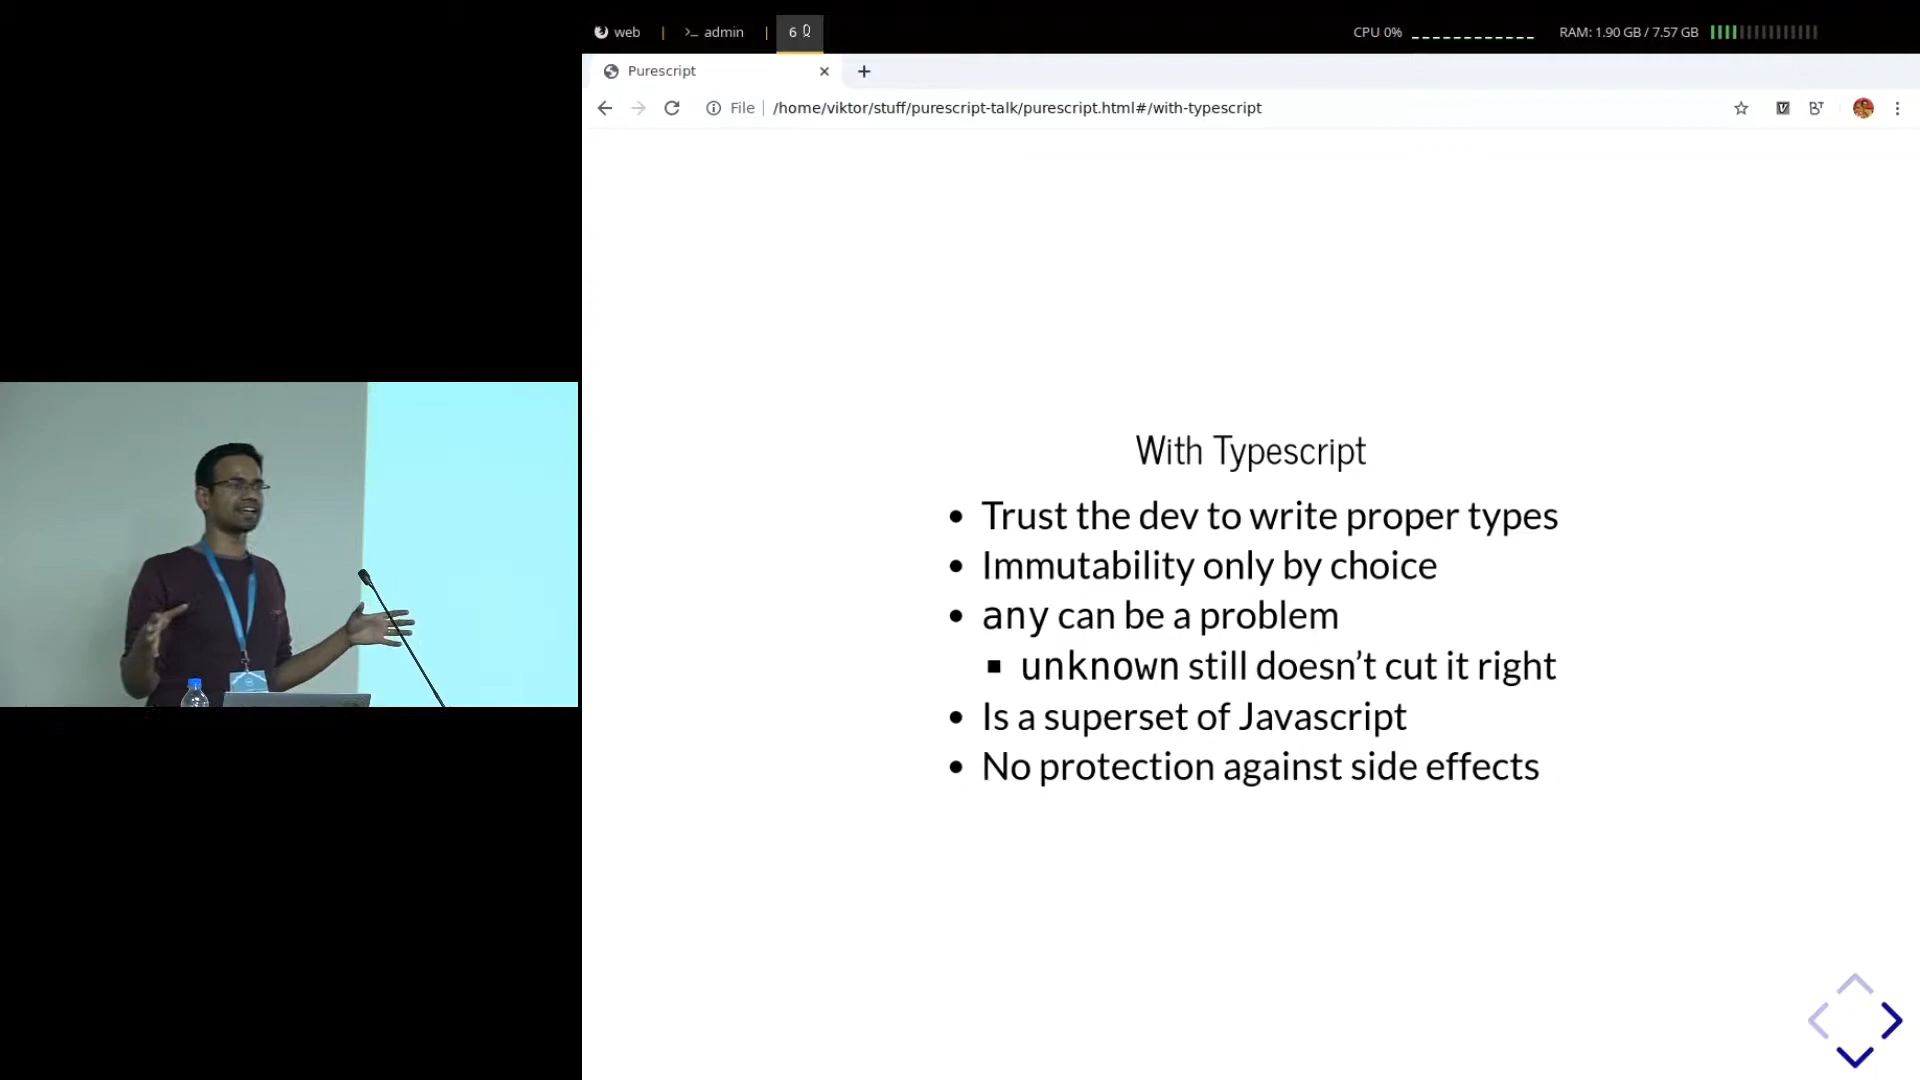 web | >_ admin | 6
CPU 0% RAM: 1.90 GB / 7.57 GB
Purescript
File /home/viktor/stuff/purescript-talk/purescript.html#/with-typescript
With Typescript
• Trust the dev to write proper types
• Immutability only by choice
• any can be a problem
▪ unknown still doesn’t cut it right
• Is a superset of Javascript
• No protection against side effects